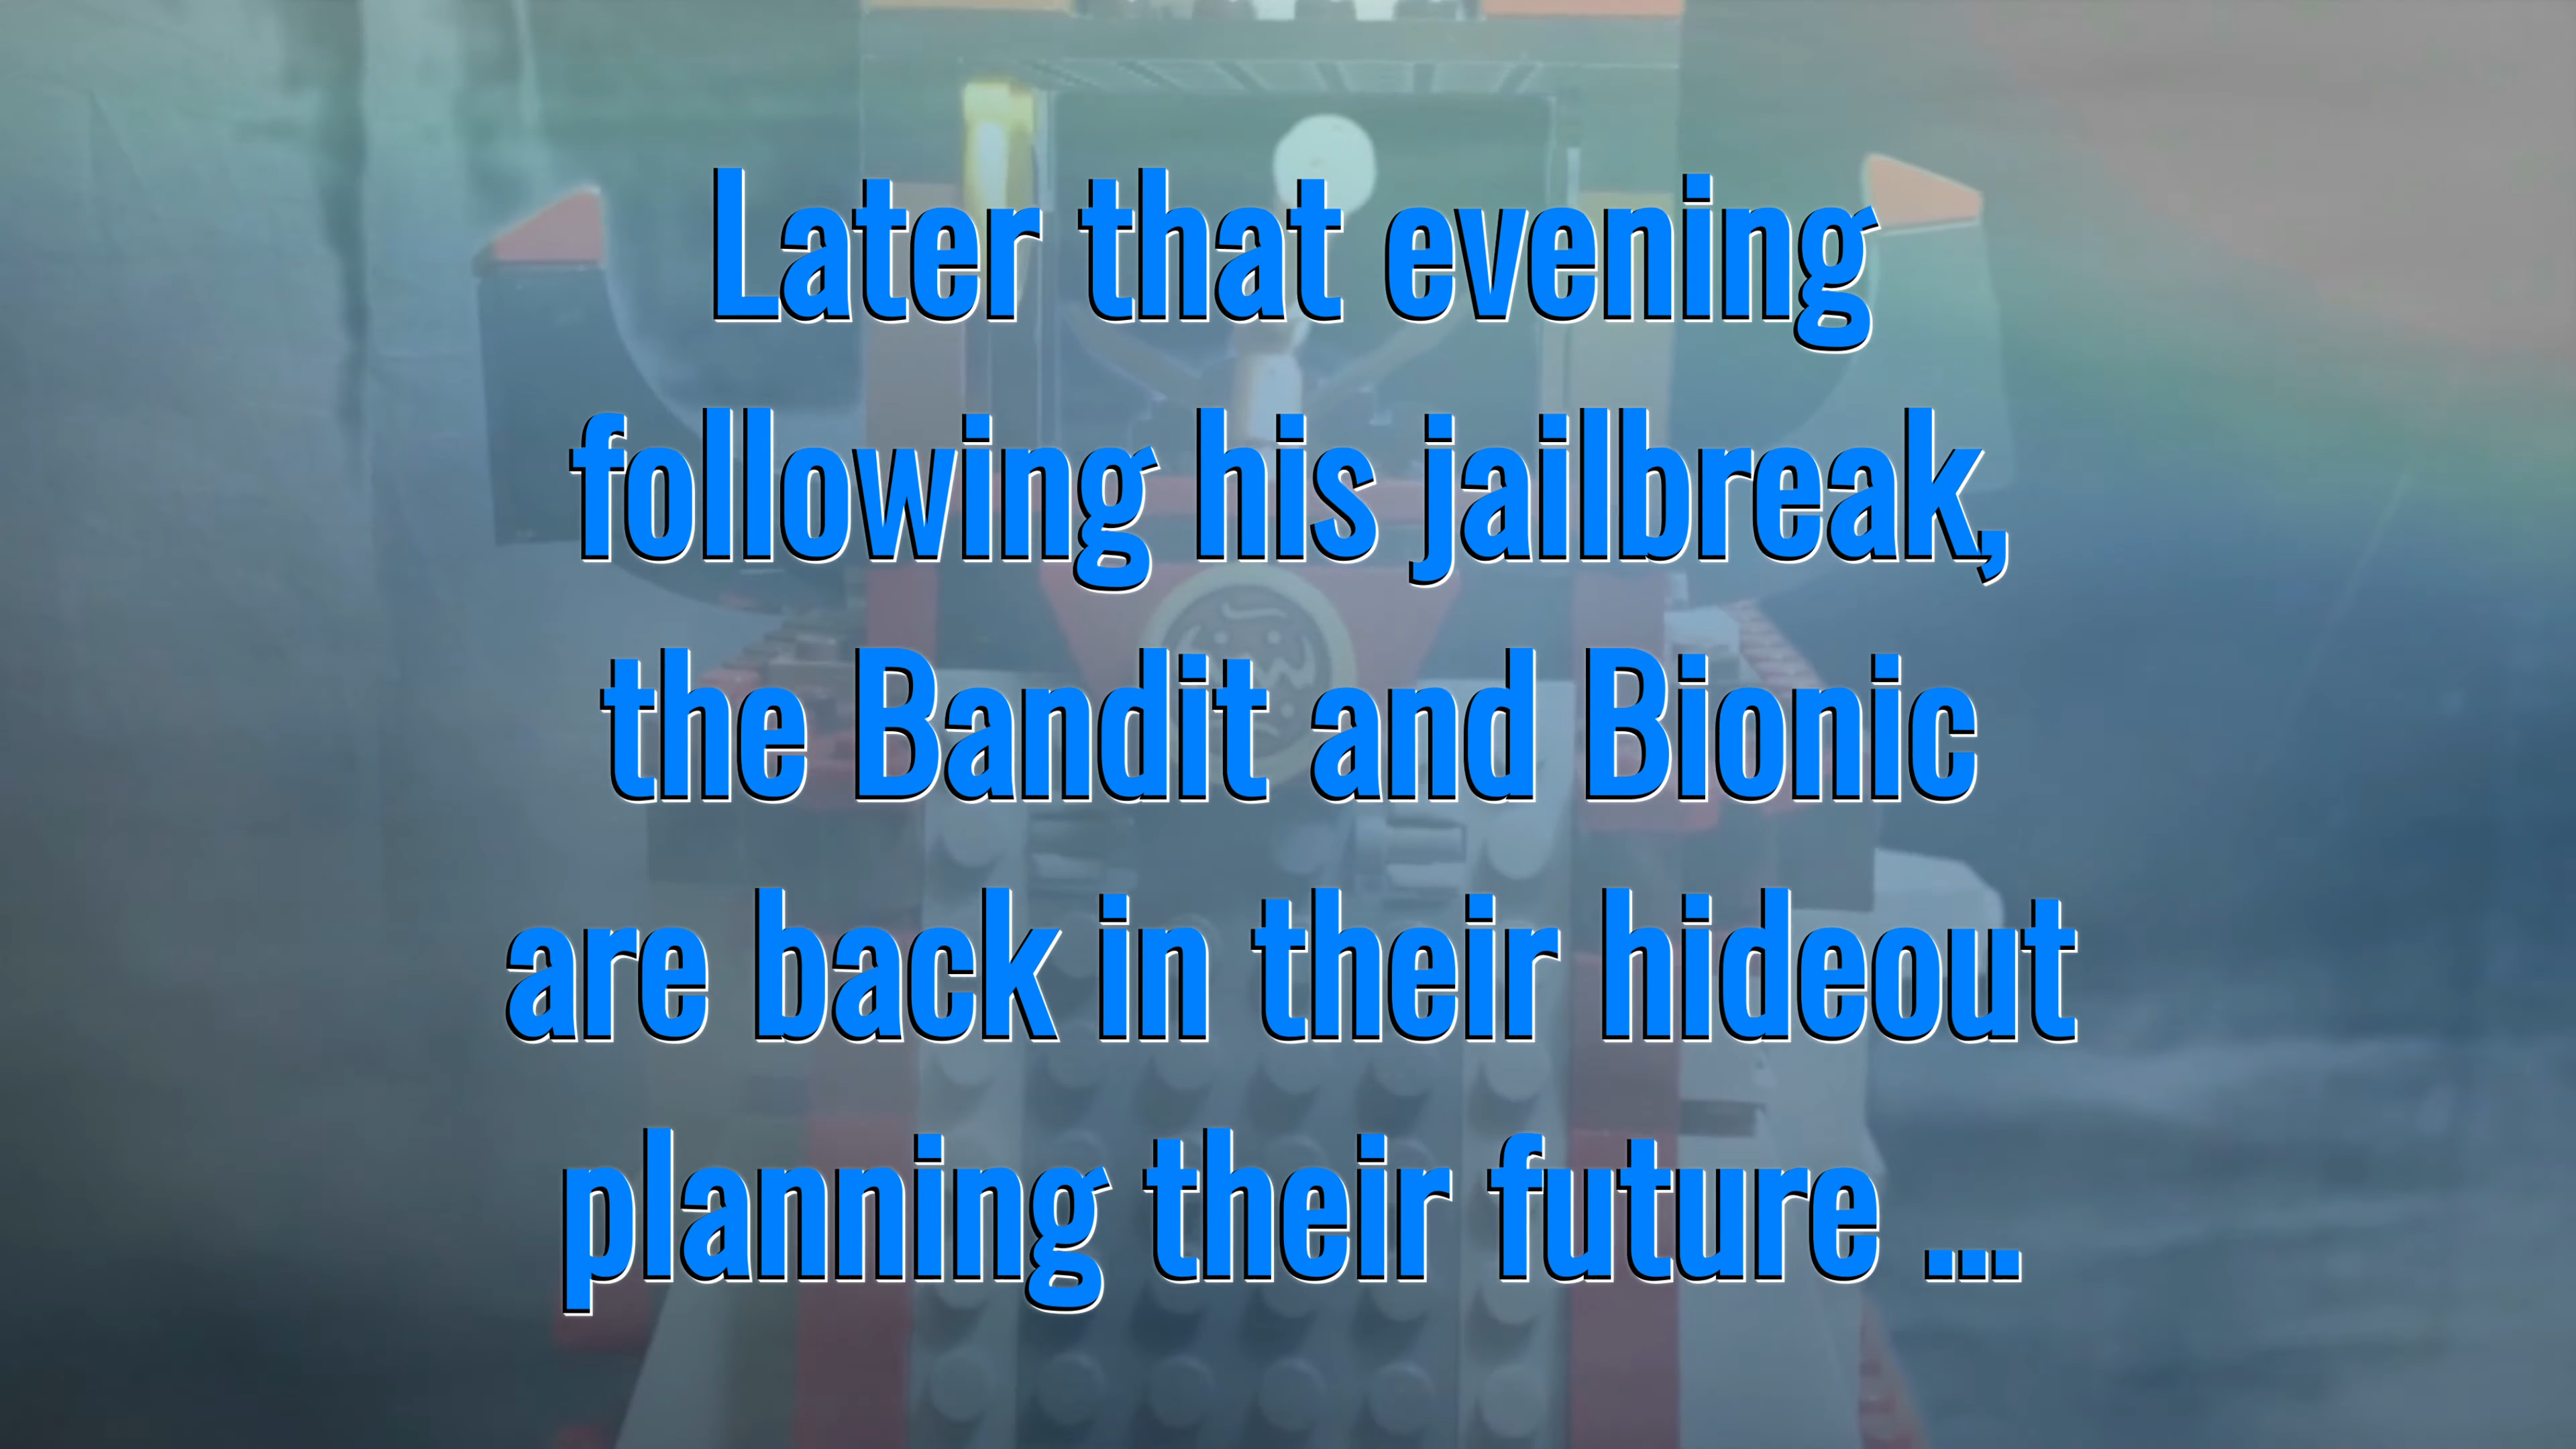 Later that evening
following his jailbreak,
the Bandit and Bionic
are back in their hideout
planning their future ...